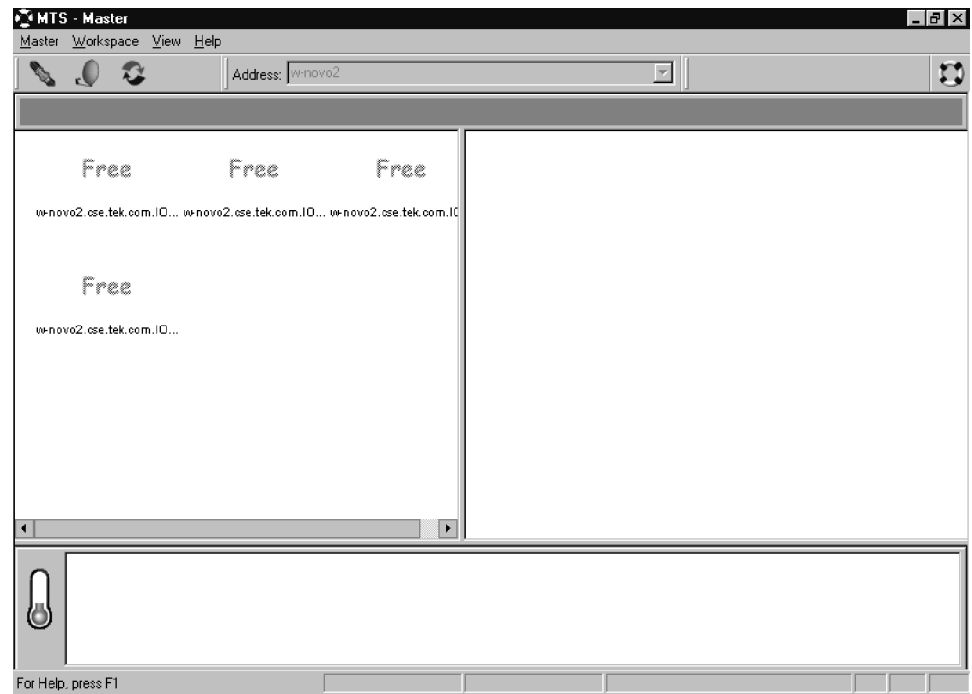 MTS - Master
Master Workspace View Help
Address: w-novo2
Free Free Free
w-novo2.cse.tek.com.IO... w-novo2.cse.tek.com.IO... w-novo2.cse.tek.com.IO
Free
w-novo2.cse.tek.com.IO...
For Help, press F1